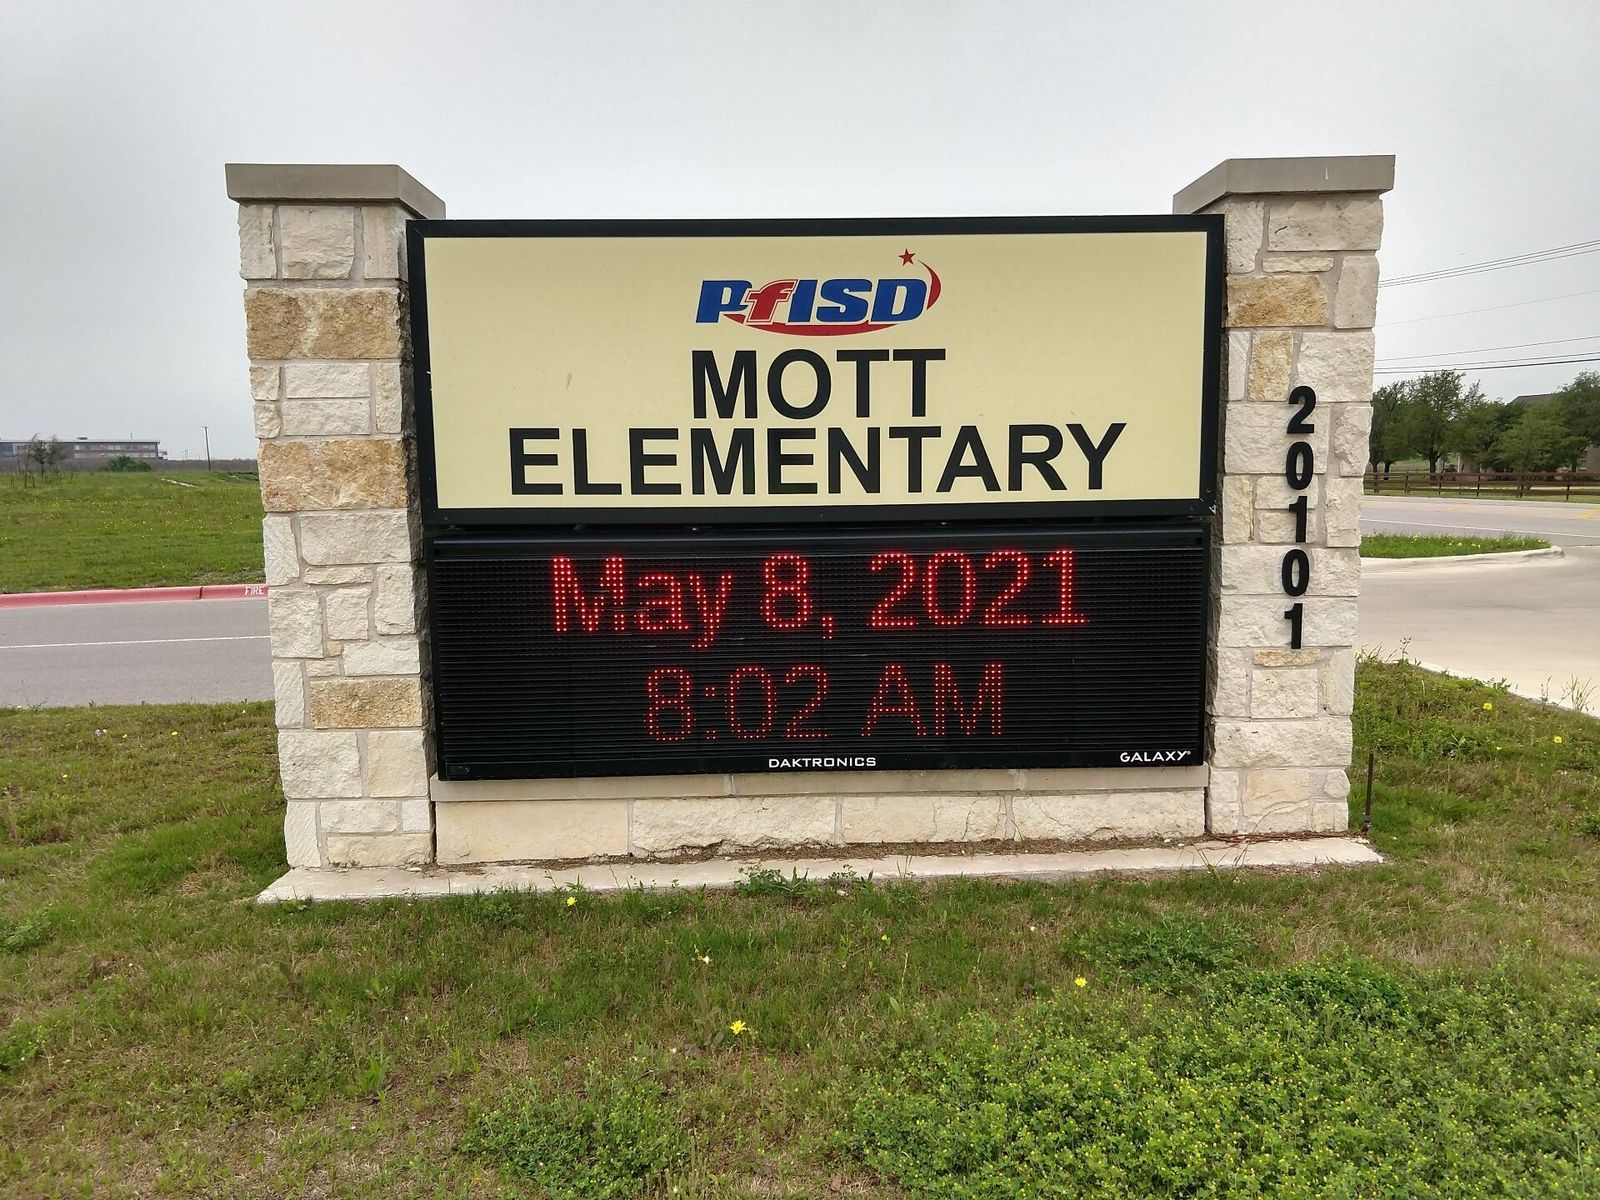 PfISD
MOTT
ELEMENTARY
May 8, 2021
8:02 AM
DAKTRONICS
GALAXY®
20101
FIRE